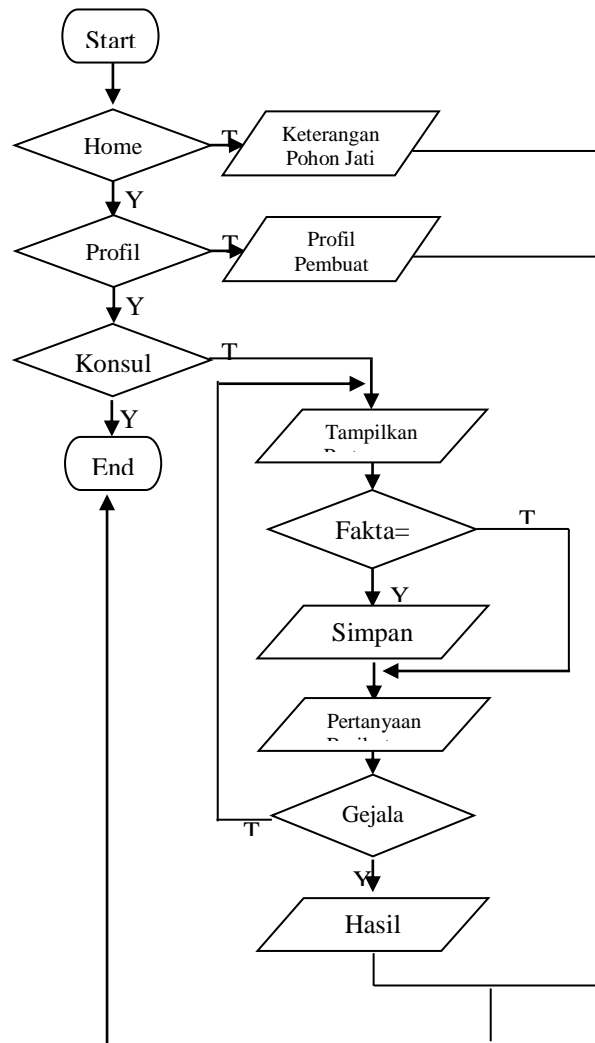 Start
Home
T
Keterangan
Pohon Jati
Y
Profil
T
Profil
Pembuat
Y
Konsul
T
Y
End
Tampilkan
Fakta=
T
Y
Simpan
Pertanyaan
Gejala
T
Y
Hasil